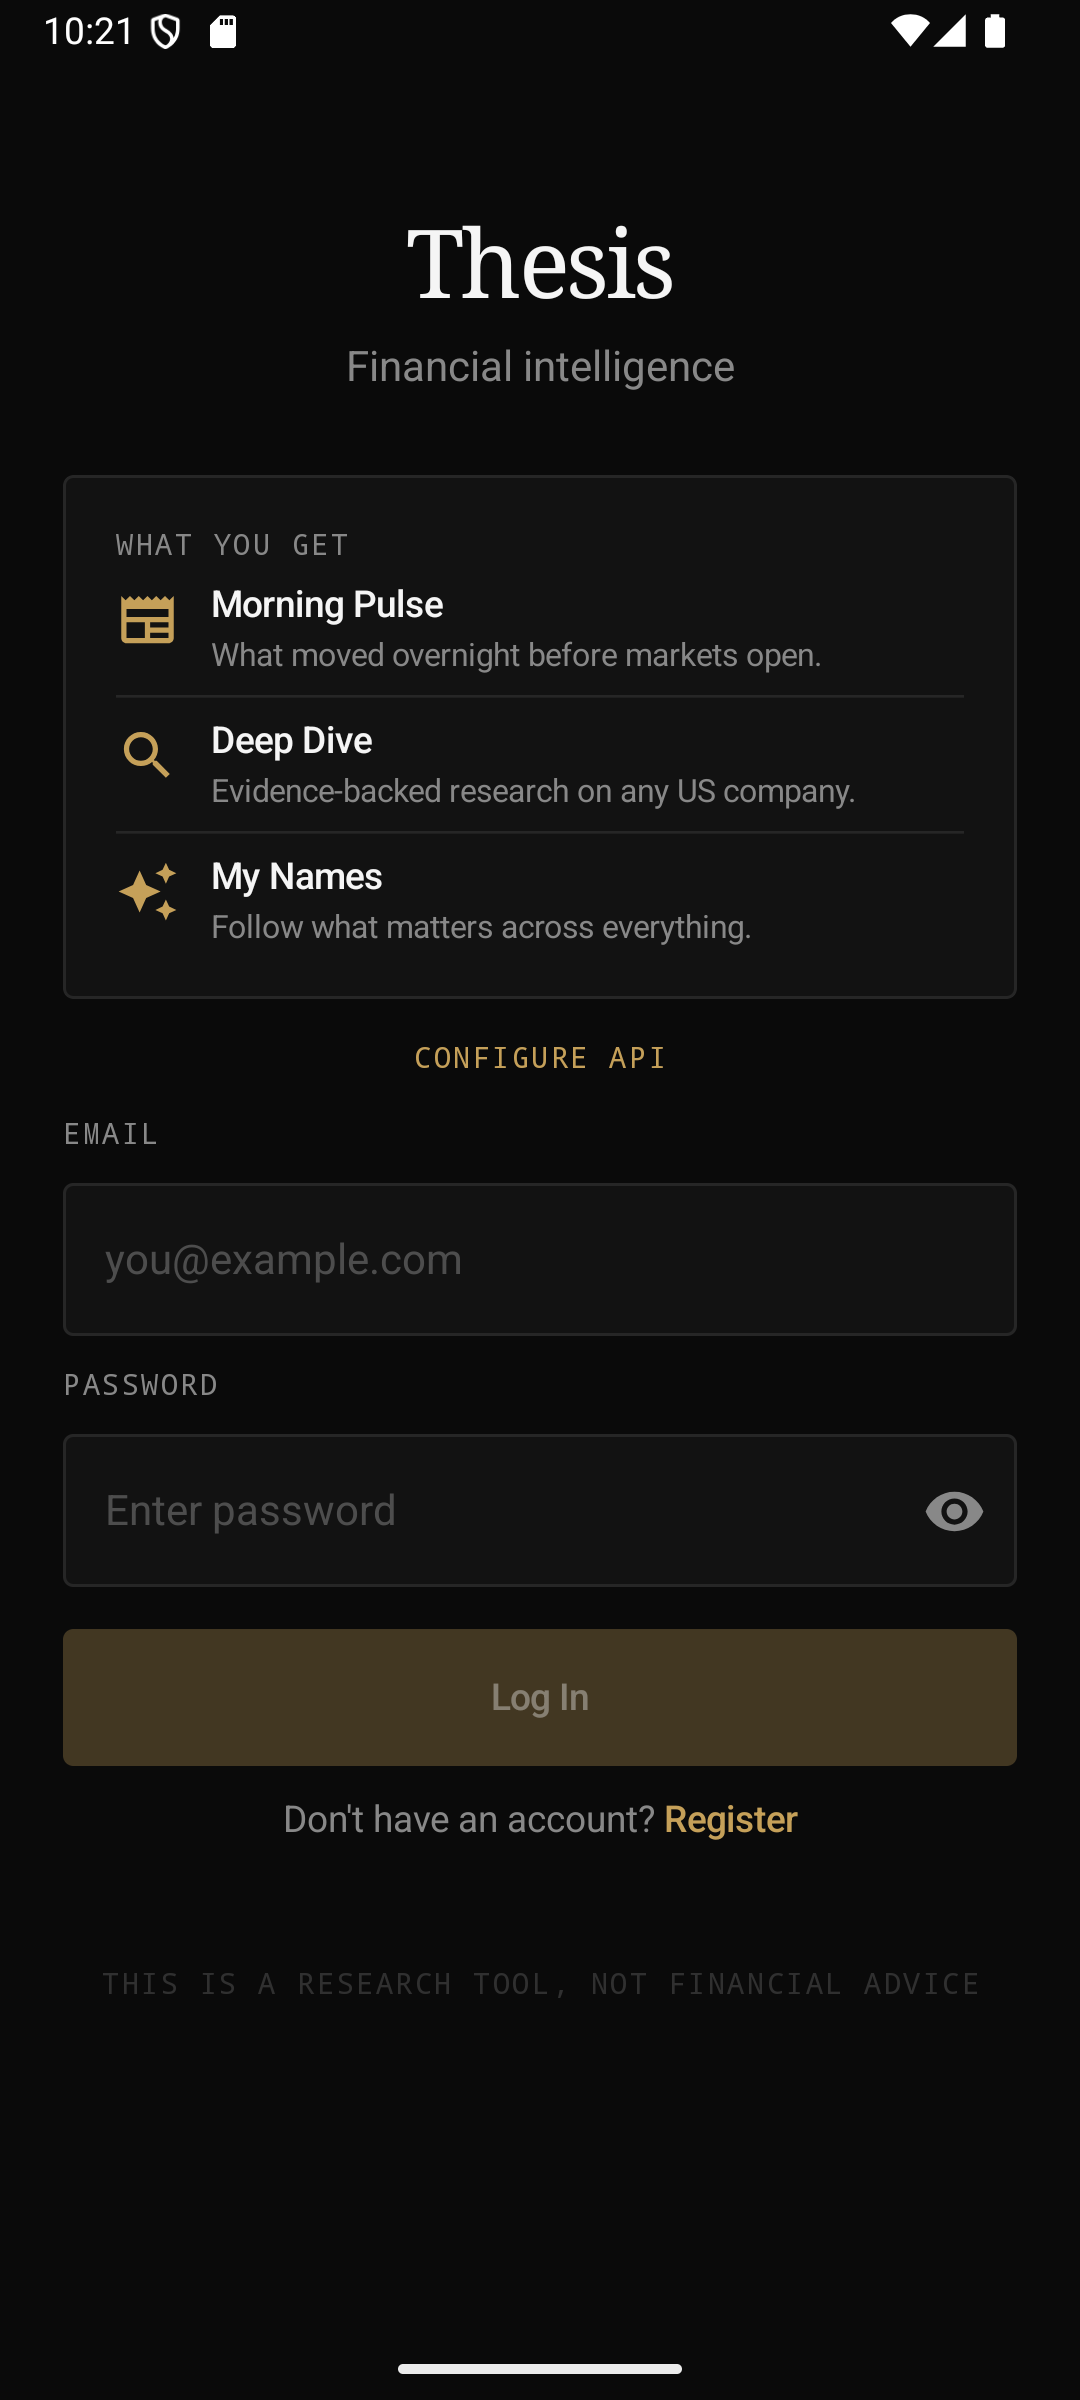 10:21
Thesis
Financial intelligence
WHAT YOU GET
Morning Pulse
What moved overnight before markets open.
Deep Dive
Evidence-backed research on any US company.
My Names
Follow what matters across everything.
CONFIGURE API
EMAIL
you@example.com
PASSWORD
Enter password
Log In
Don't have an account? Register
THIS IS A RESEARCH TOOL, NOT FINANCIAL ADVICE